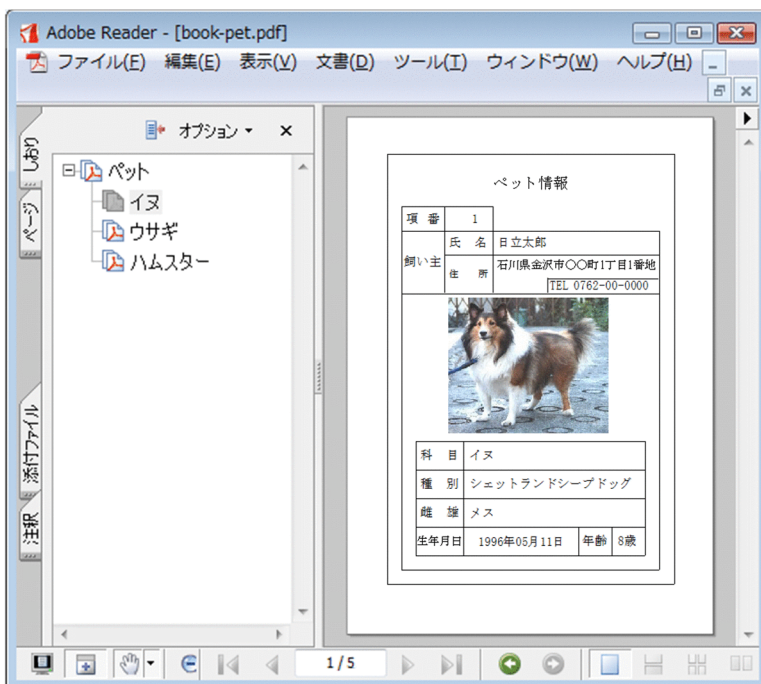 Adobe Reader - [book-pet.pdf]
ファイル(F) 編集(E) 表示(V) 文書(D) ツール(T) ウィンドウ(W) ヘルプ(H)
オプション
しおり
ページ
添付ファイル
注釈
ペット
イヌ
ウサギ
ハムスター
ペット情報
項番 1
飼い主 氏名 日立太郎
住所 石川県金沢市〇〇町1丁目1番地
TEL 0762-00-0000
科目 イヌ
種別 シェットランドシープドッグ
雌雄 メス
生年月日 1996年05月11日 年齢 8歳
1/5